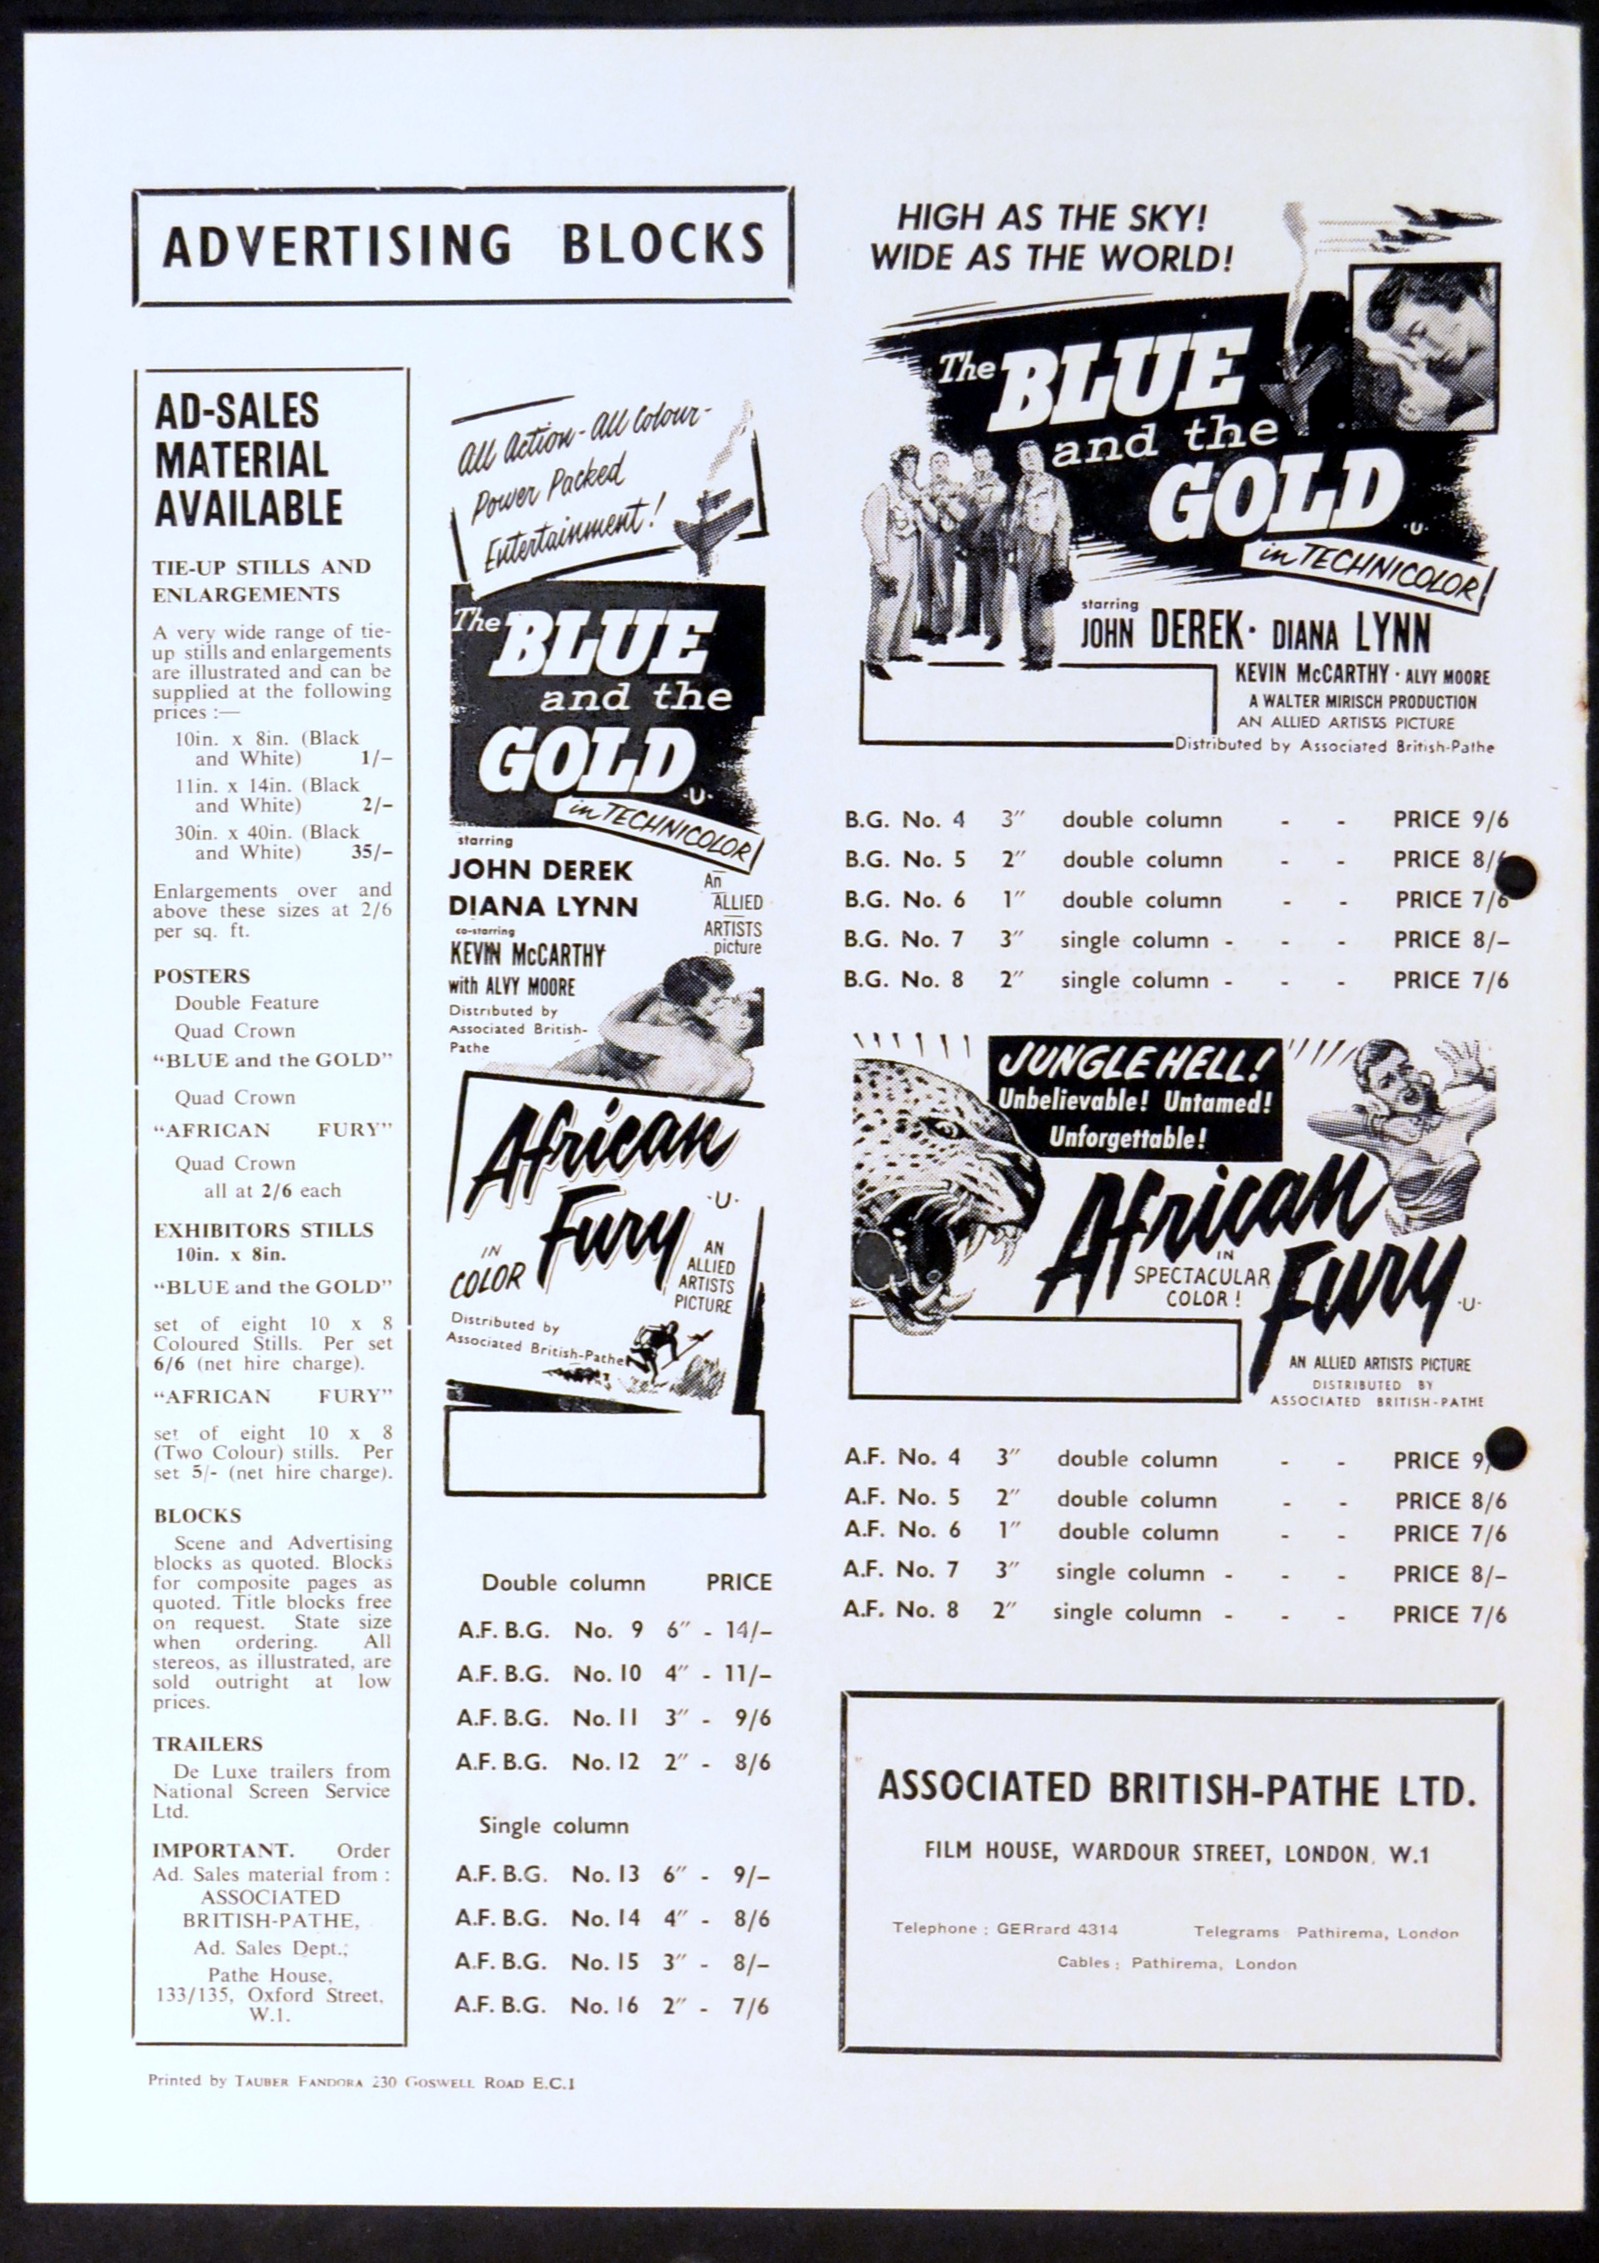 ADVERTISING BLOCKS
AD-SALES
MATERIAL
AVAILABLE
TIE-UP STILLS AND
ENLARGEMENTS
A very wide range of tie-
up stills and enlargements
are illustrated and can be
supplied at the following
prices :—
10in. x 8in. (Black
and White) 1/-
11in. x 14in. (Black
and White) 2/-
30in. x 40in. (Black
and White) 35/-
Enlargements over and
above these sizes at 2/6
per sq. ft.
POSTERS
Double Feature
Quad Crown
"BLUE and the GOLD"
Quad Crown
"AFRICAN FURY"
Quad Crown
all at 2/6 each
EXHIBITORS STILLS
10in. x 8in.
"BLUE and the GOLD"
set of eight 10 x 8
Coloured Stills. Per set
6/6 (net hire charge).
"AFRICAN FURY"
set of eight 10 x 8
(Two Colour) stills. Per
set 5/- (net hire charge).
BLOCKS
Scene and Advertising
blocks as quoted. Blocks
for composite pages as
quoted. Title blocks free
on request. State size
when ordering. All
stereos, as illustrated, are
sold outright at low
prices.
TRAILERS
De Luxe trailers from
National Screen Service
Ltd.
IMPORTANT. Order
Ad. Sales material from :
ASSOCIATED
BRITISH-PATHE,
Ad. Sales Dept.,
Pathe House,
133/135, Oxford Street,
W.1.
Printed by TAUBER FANDORA 230 GOSWELL ROAD E.C.1
All Action - All Colour -
Power Packed
Entertainment!
The BLUE
and the
GOLD
·U·
in TECHNICOLOR
starring
JOHN DEREK
DIANA LYNN
co-starring
KEVIN McCARTHY
with ALVY MOORE
An
ALLIED
ARTISTS
picture
Distributed by
Associated British-
Pathe
African
Fury
·U·
IN
COLOR
AN
ALLIED
ARTISTS
PICTURE
Distributed by
Associated British-Pathe
Double column PRICE
A.F. B.G. No. 9 6" - 14/-
A.F. B.G. No. 10 4" - 11/-
A.F. B.G. No. 11 3" - 9/6
A.F. B.G. No. 12 2" - 8/6
Single column
A.F. B.G. No. 13 6" - 9/-
A.F. B.G. No. 14 4" - 8/6
A.F. B.G. No. 15 3" - 8/-
A.F. B.G. No. 16 2" - 7/6
HIGH AS THE SKY!
WIDE AS THE WORLD!
The BLUE
and the
GOLD
·U·
in TECHNICOLOR
starring
JOHN DEREK · DIANA LYNN
KEVIN McCARTHY · ALVY MOORE
A WALTER MIRISCH PRODUCTION
AN ALLIED ARTISTS PICTURE
Distributed by Associated British-Pathe
B.G. No. 4 3" double column - - PRICE 9/6
B.G. No. 5 2" double column - - PRICE 8/
B.G. No. 6 1" double column - - PRICE 7/6
B.G. No. 7 3" single column - - - PRICE 8/-
B.G. No. 8 2" single column - - - PRICE 7/6
JUNGLE HELL!
Unbelievable! Untamed!
Unforgettable!
African
Fury
IN
SPECTACULAR
COLOR!
·U·
AN ALLIED ARTISTS PICTURE
DISTRIBUTED BY
ASSOCIATED BRITISH-PATHE
A.F. No. 4 3" double column - - PRICE 9/
A.F. No. 5 2" double column - - PRICE 8/6
A.F. No. 6 1" double column - - PRICE 7/6
A.F. No. 7 3" single column - - - PRICE 8/-
A.F. No. 8 2" single column - - - PRICE 7/6
ASSOCIATED BRITISH-PATHE LTD.
FILM HOUSE, WARDOUR STREET, LONDON, W.1
Telephone : GERrard 4314 Telegrams Pathirema, London
Cables : Pathirema, London